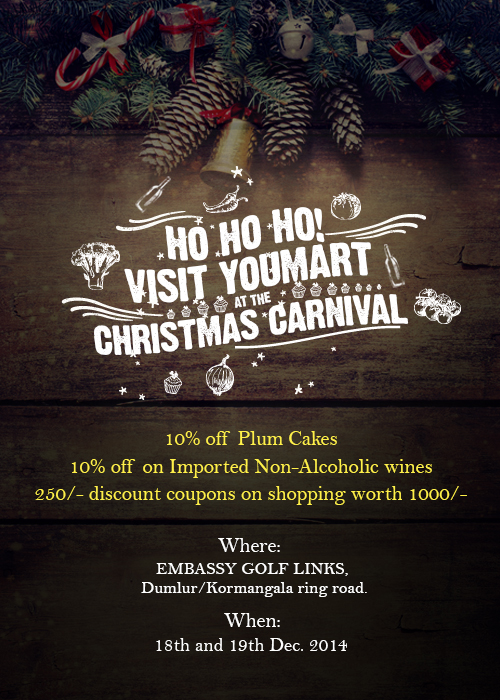 HO HO HO!
VISIT YOUMART
AT THE
CHRISTMAS CARNIVAL
10% off Plum Cakes
10% off on Imported Non-Alcoholic wines
250/- discount coupons on shopping worth 1000/-
Where:
EMBASSY GOLF LINKS,
Dumlur/Kormangala ring road.
When:
18th and 19th Dec. 2014